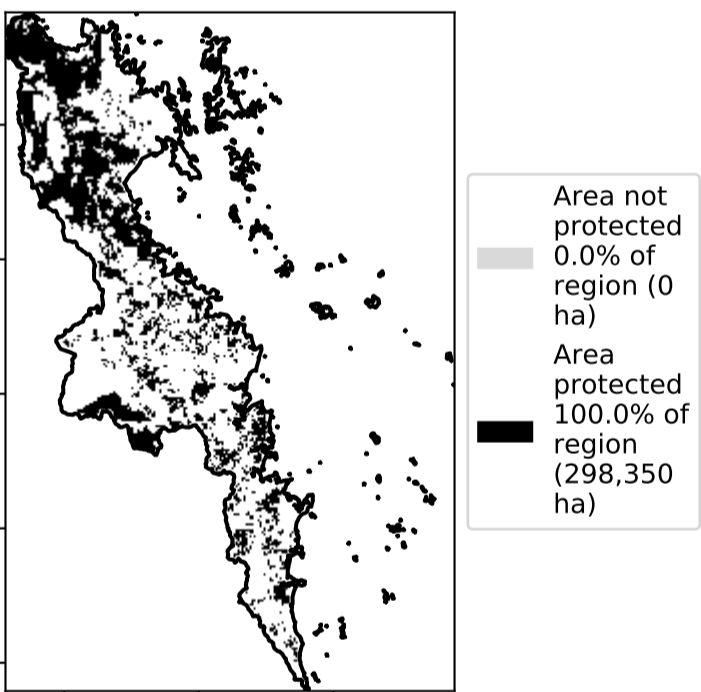 Area not
protected
0.0% of
region (0
ha)
Area
protected
100.0% of
region
(298,350
ha)